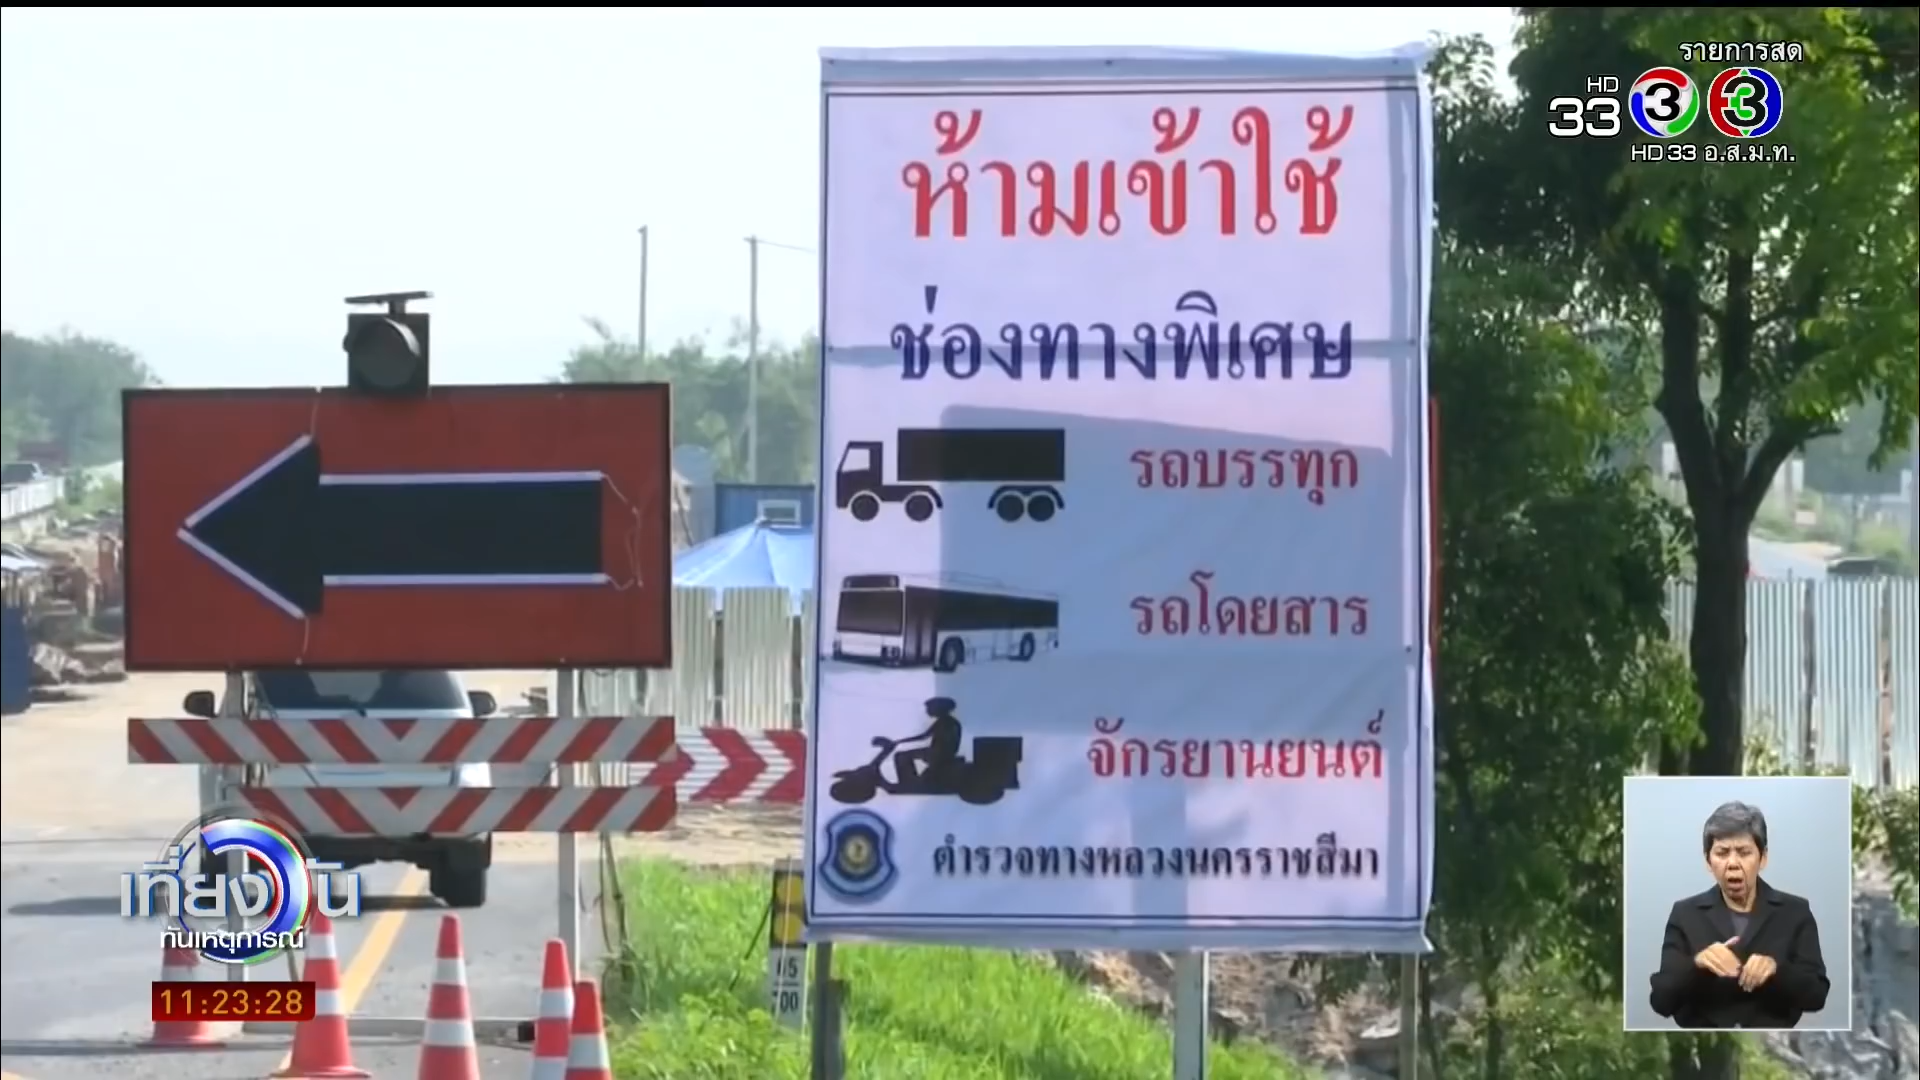 รายการสด
HD
33 3 3
HD 33 อ.ส.ม.ท.
ห้ามเข้าใช้
ช่องทางพิเศษ
รถบรรทุก
รถโดยสาร
จักรยานยนต์
ตำรวจทางหลวงนครราชสีมา
เที่ยงวัน
ทันเหตุการณ์
11:23:28
700